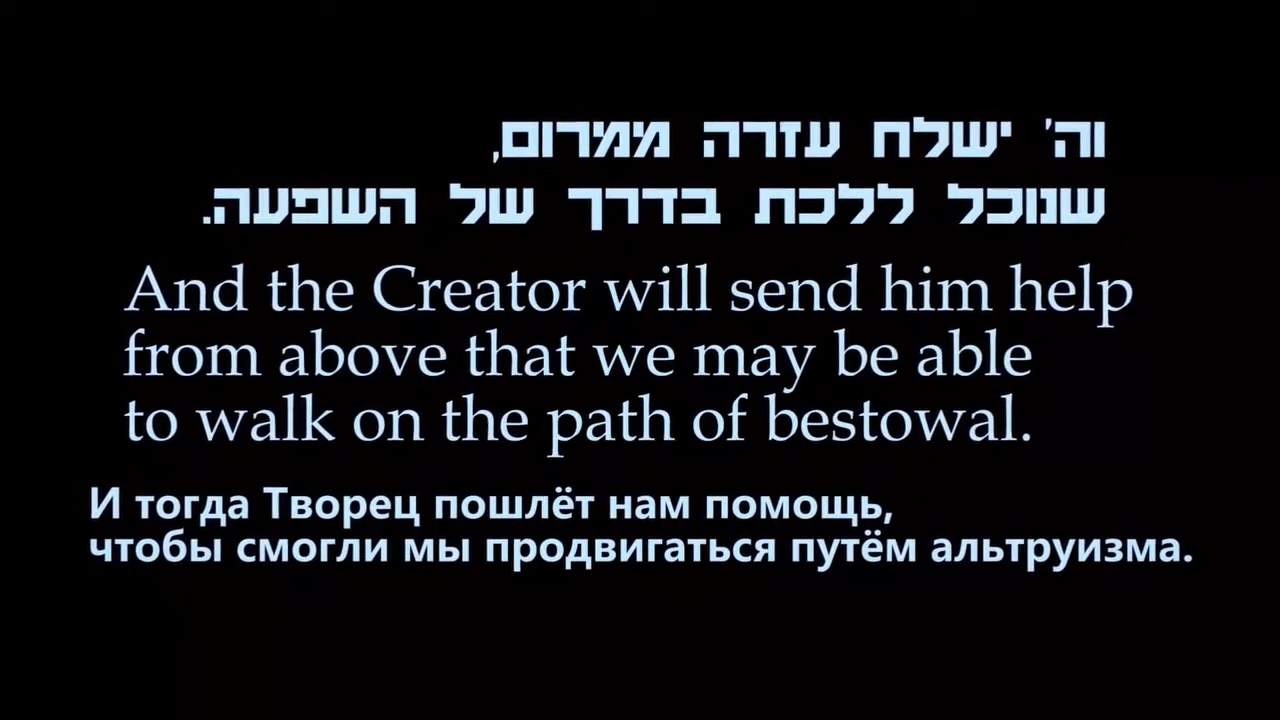 וה' ישלח עזרה ממרום,
שנוכל ללכת בדרך של השפעה.
And the Creator will send him help
from above that we may be able
to walk on the path of bestowal.
И тогда Творец пошлёт нам помощь,
чтобы смогли мы продвигаться путём альтруизма.